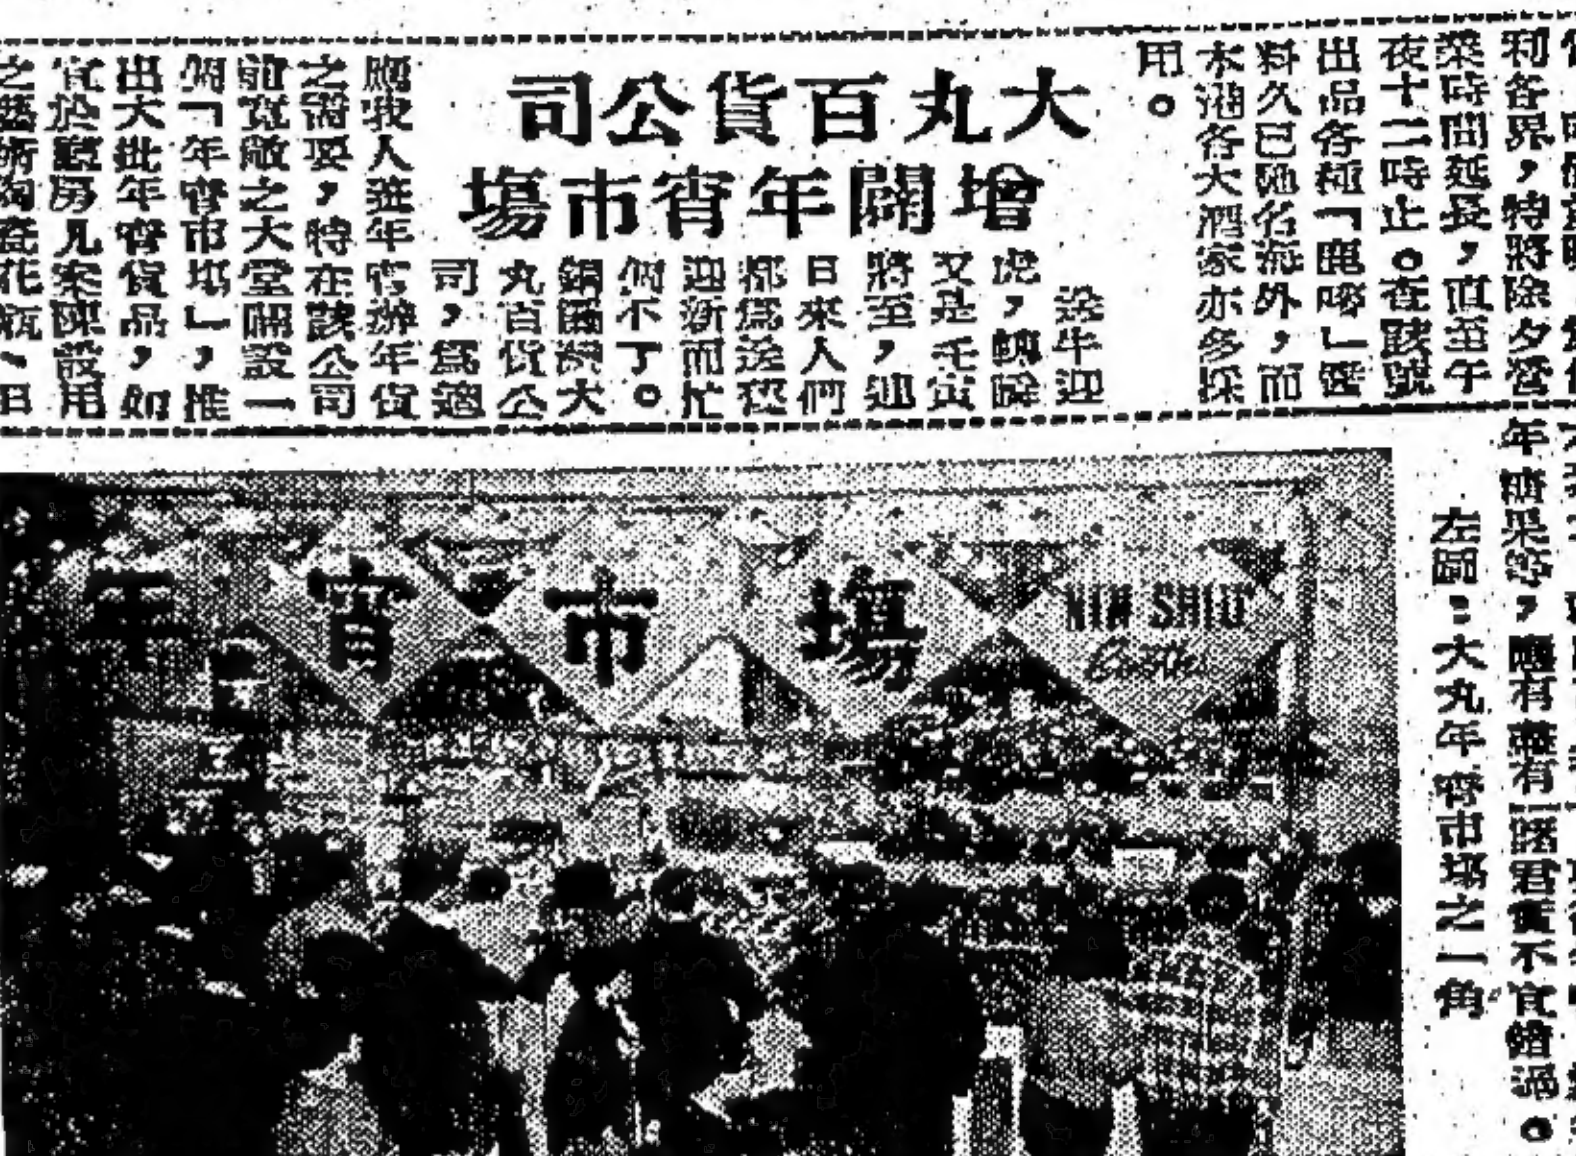 利各界，特將除夕營
業時間延長，直至午
夜十二時止。查該號
出品各種「鹿嘜」醬
料久已馳名海外，而
本港各大酒家亦多採
用。
大丸百貨公司
增闢年宵市場
送牛迎
虎，轉瞬
又是壬寅
將至，連
日來人們
都為送舊
迎新而忙
個不了。
銅鑼灣大
丸百貨公
司，為適
應我人在年宵辦年貨
之需要，特在該公司
前寬敞之大堂開設一
個「年宵市場」，推
出大批年宵貨品，如
宜於廳房几案陳設用
之藝術陶瓷花瓶、日
年糖果等，應有盡有，諸君實不宜錯過。
左圖：大丸年宵市場之一角
年宵市場
NIN SHIU